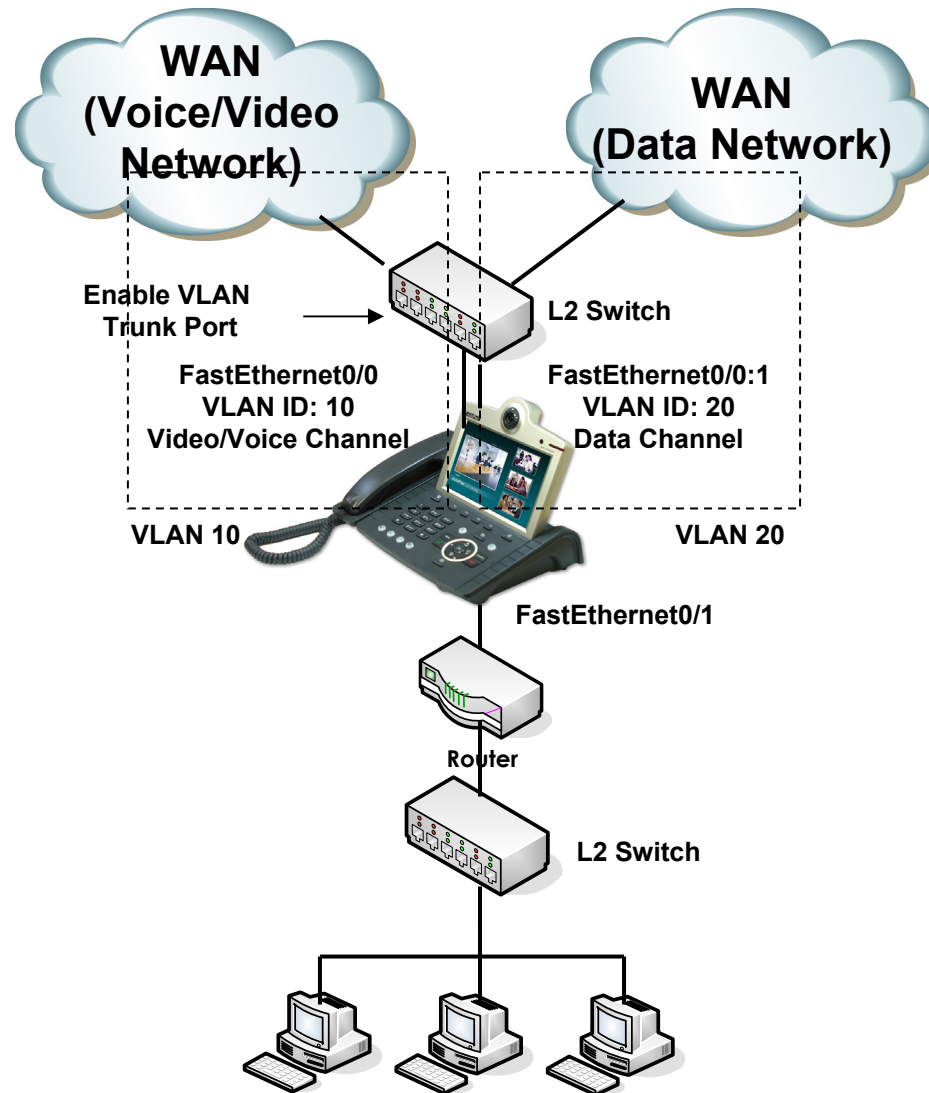 WAN
(Voice/Video
Network)
WAN
(Data Network)
Enable VLAN
Trunk Port
L2 Switch
FastEthernet0/0
VLAN ID: 10
Video/Voice Channel
FastEthernet0/0:1
VLAN ID: 20
Data Channel
VLAN 10
VLAN 20
FastEthernet0/1
Router
L2 Switch